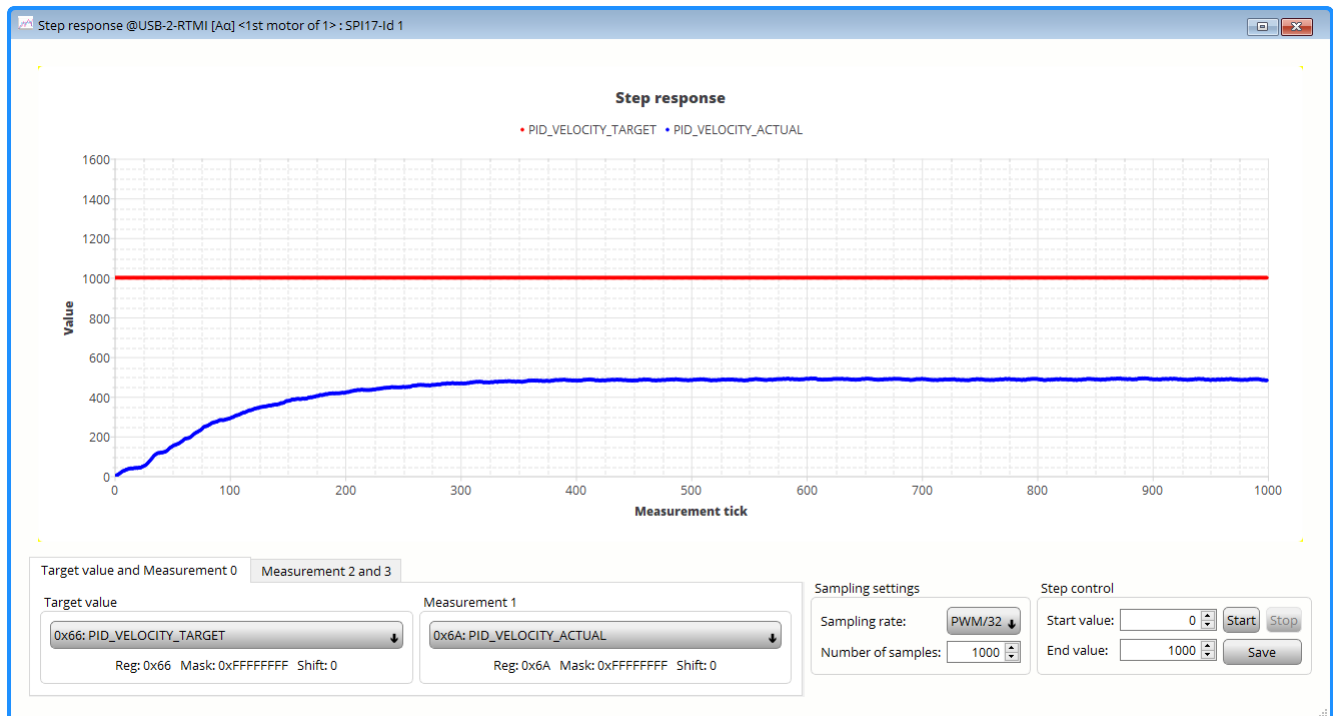 Step response @USB-2-RTMI [Aα] <1st motor of 1> : SPI17-Id 1
Step response
PID_VELOCITY_TARGET PID_VELOCITY_ACTUAL
1600
1400
1200
1000
800
600
400
200
0
Value
0 100 200 300 400 500 600 700 800 900 1000
Measurement tick
Target value and Measurement 0 Measurement 2 and 3
Target value Measurement 1
0x66: PID_VELOCITY_TARGET 0x6A: PID_VELOCITY_ACTUAL
Reg: 0x66 Mask: 0xFFFFFFFF Shift: 0 Reg: 0x6A Mask: 0xFFFFFFFF Shift: 0
Sampling settings
Sampling rate: PWM/32
Number of samples: 1000
Step control
Start value: 0 Start Stop
End value: 1000 Save